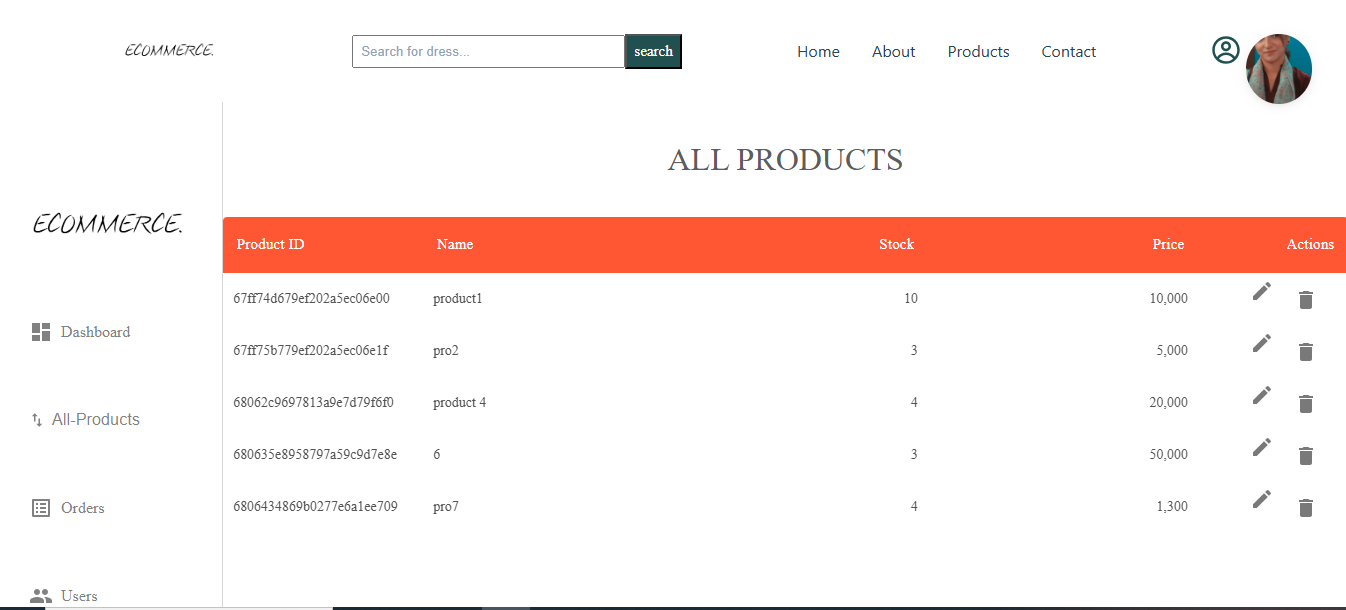 ECOMMERCE.
Search for dress...
search
Home About Products Contact
ALL PRODUCTS
ECOMMERCE.
Product ID Name Stock Price Actions
67ff74d679ef202a5ec06e00 product1 10 10,000
67ff75b779ef202a5ec06e1f pro2 3 5,000
68062c9697813a9e7d79f6f0 product 4 4 20,000
680635e8958797a59c9d7e8e 6 3 50,000
6806434869b0277e6a1ee709 pro7 4 1,300
Dashboard
All-Products
Orders
Users